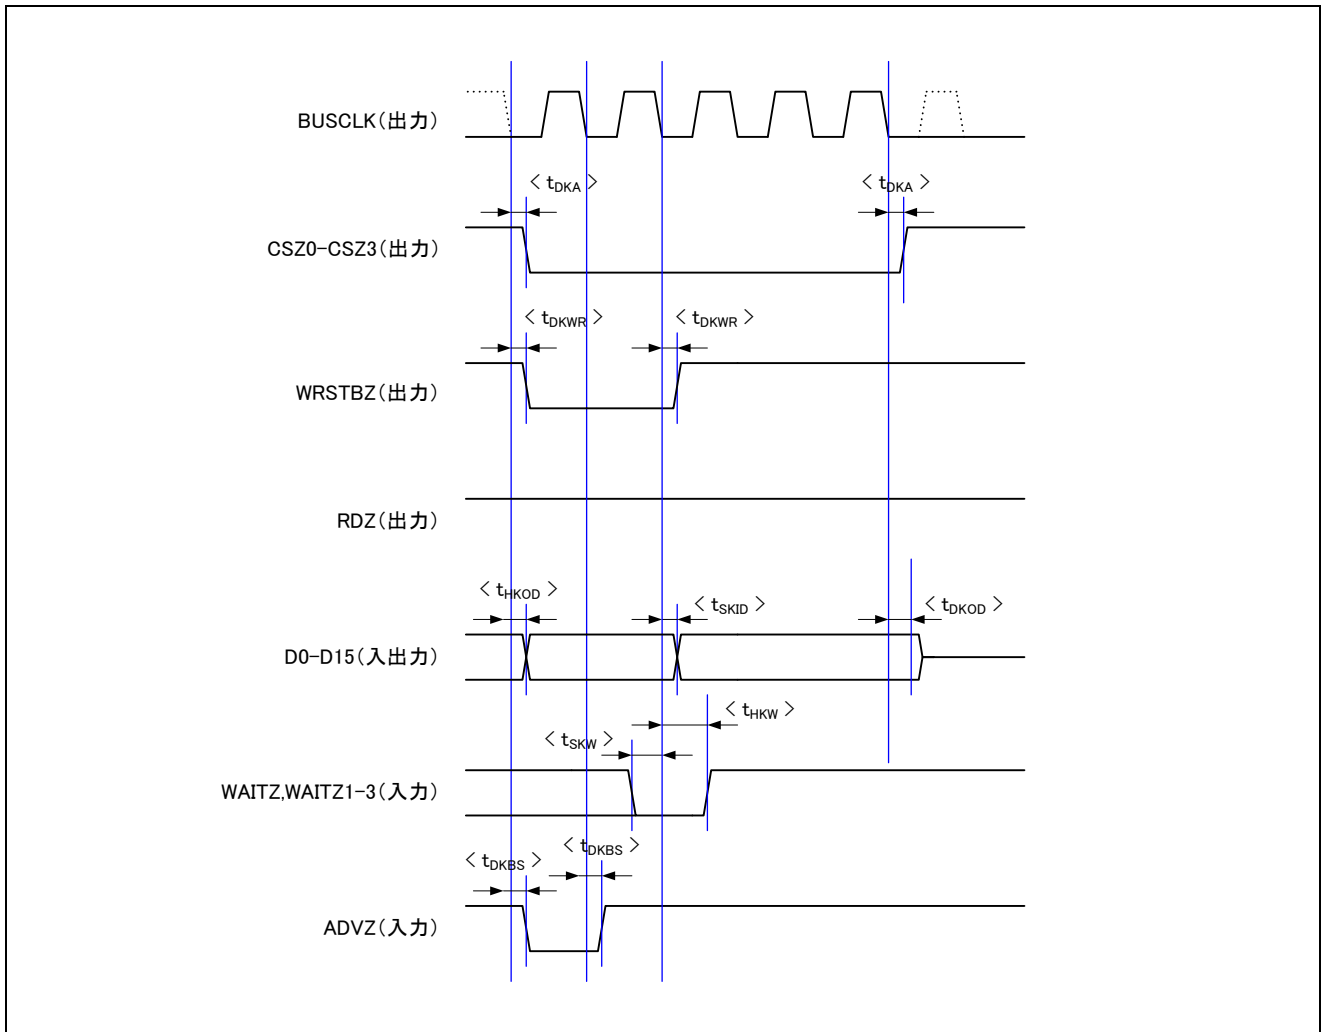 BUSCLK(出力)
< tDKA > < tDKA >
CSZ0-CSZ3(出力)
< tDKWR > < tDKWR >
WRSTBZ(出力)
RDZ(出力)
< tHKOD > < tSKID > < tDKOD >
D0-D15(入出力)
< tHKW >
< tSKW >
WAITZ,WAITZ1-3(入力)
< tDKBS > < tDKBS >
ADVZ(入力)